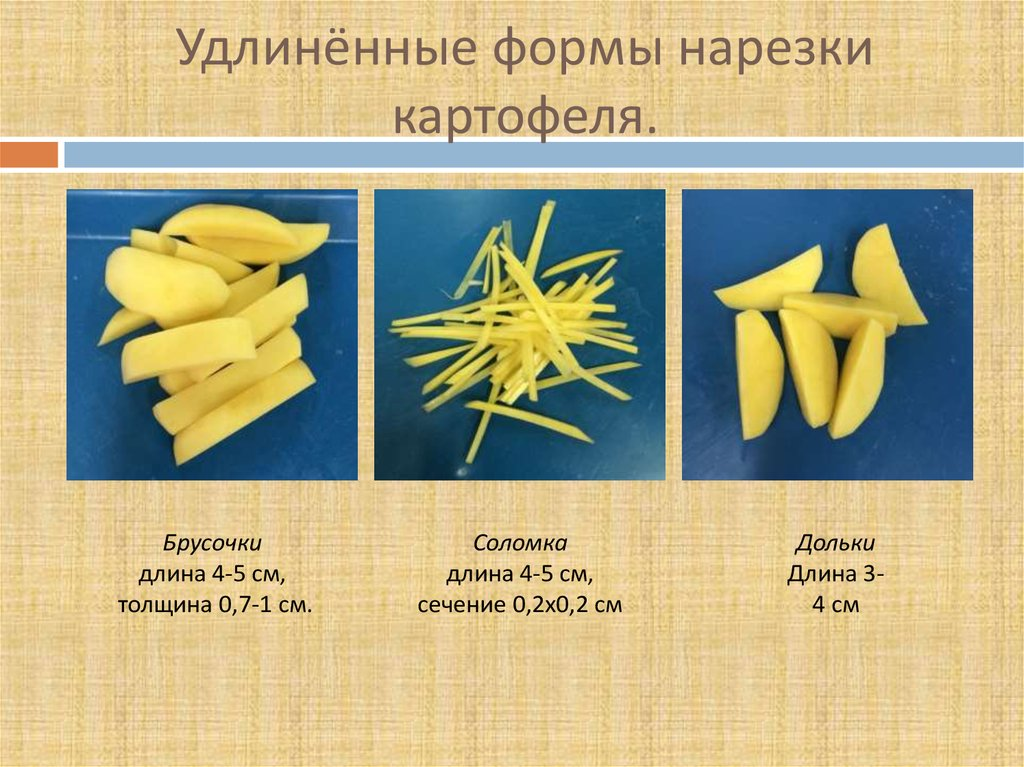 Удлинённые формы нарезки
картофеля.
Брусочки
длина 4-5 см,
толщина 0,7-1 см.
Соломка
длина 4-5 см,
сечение 0,2х0,2 см
Дольки
Длина 3-
4 см